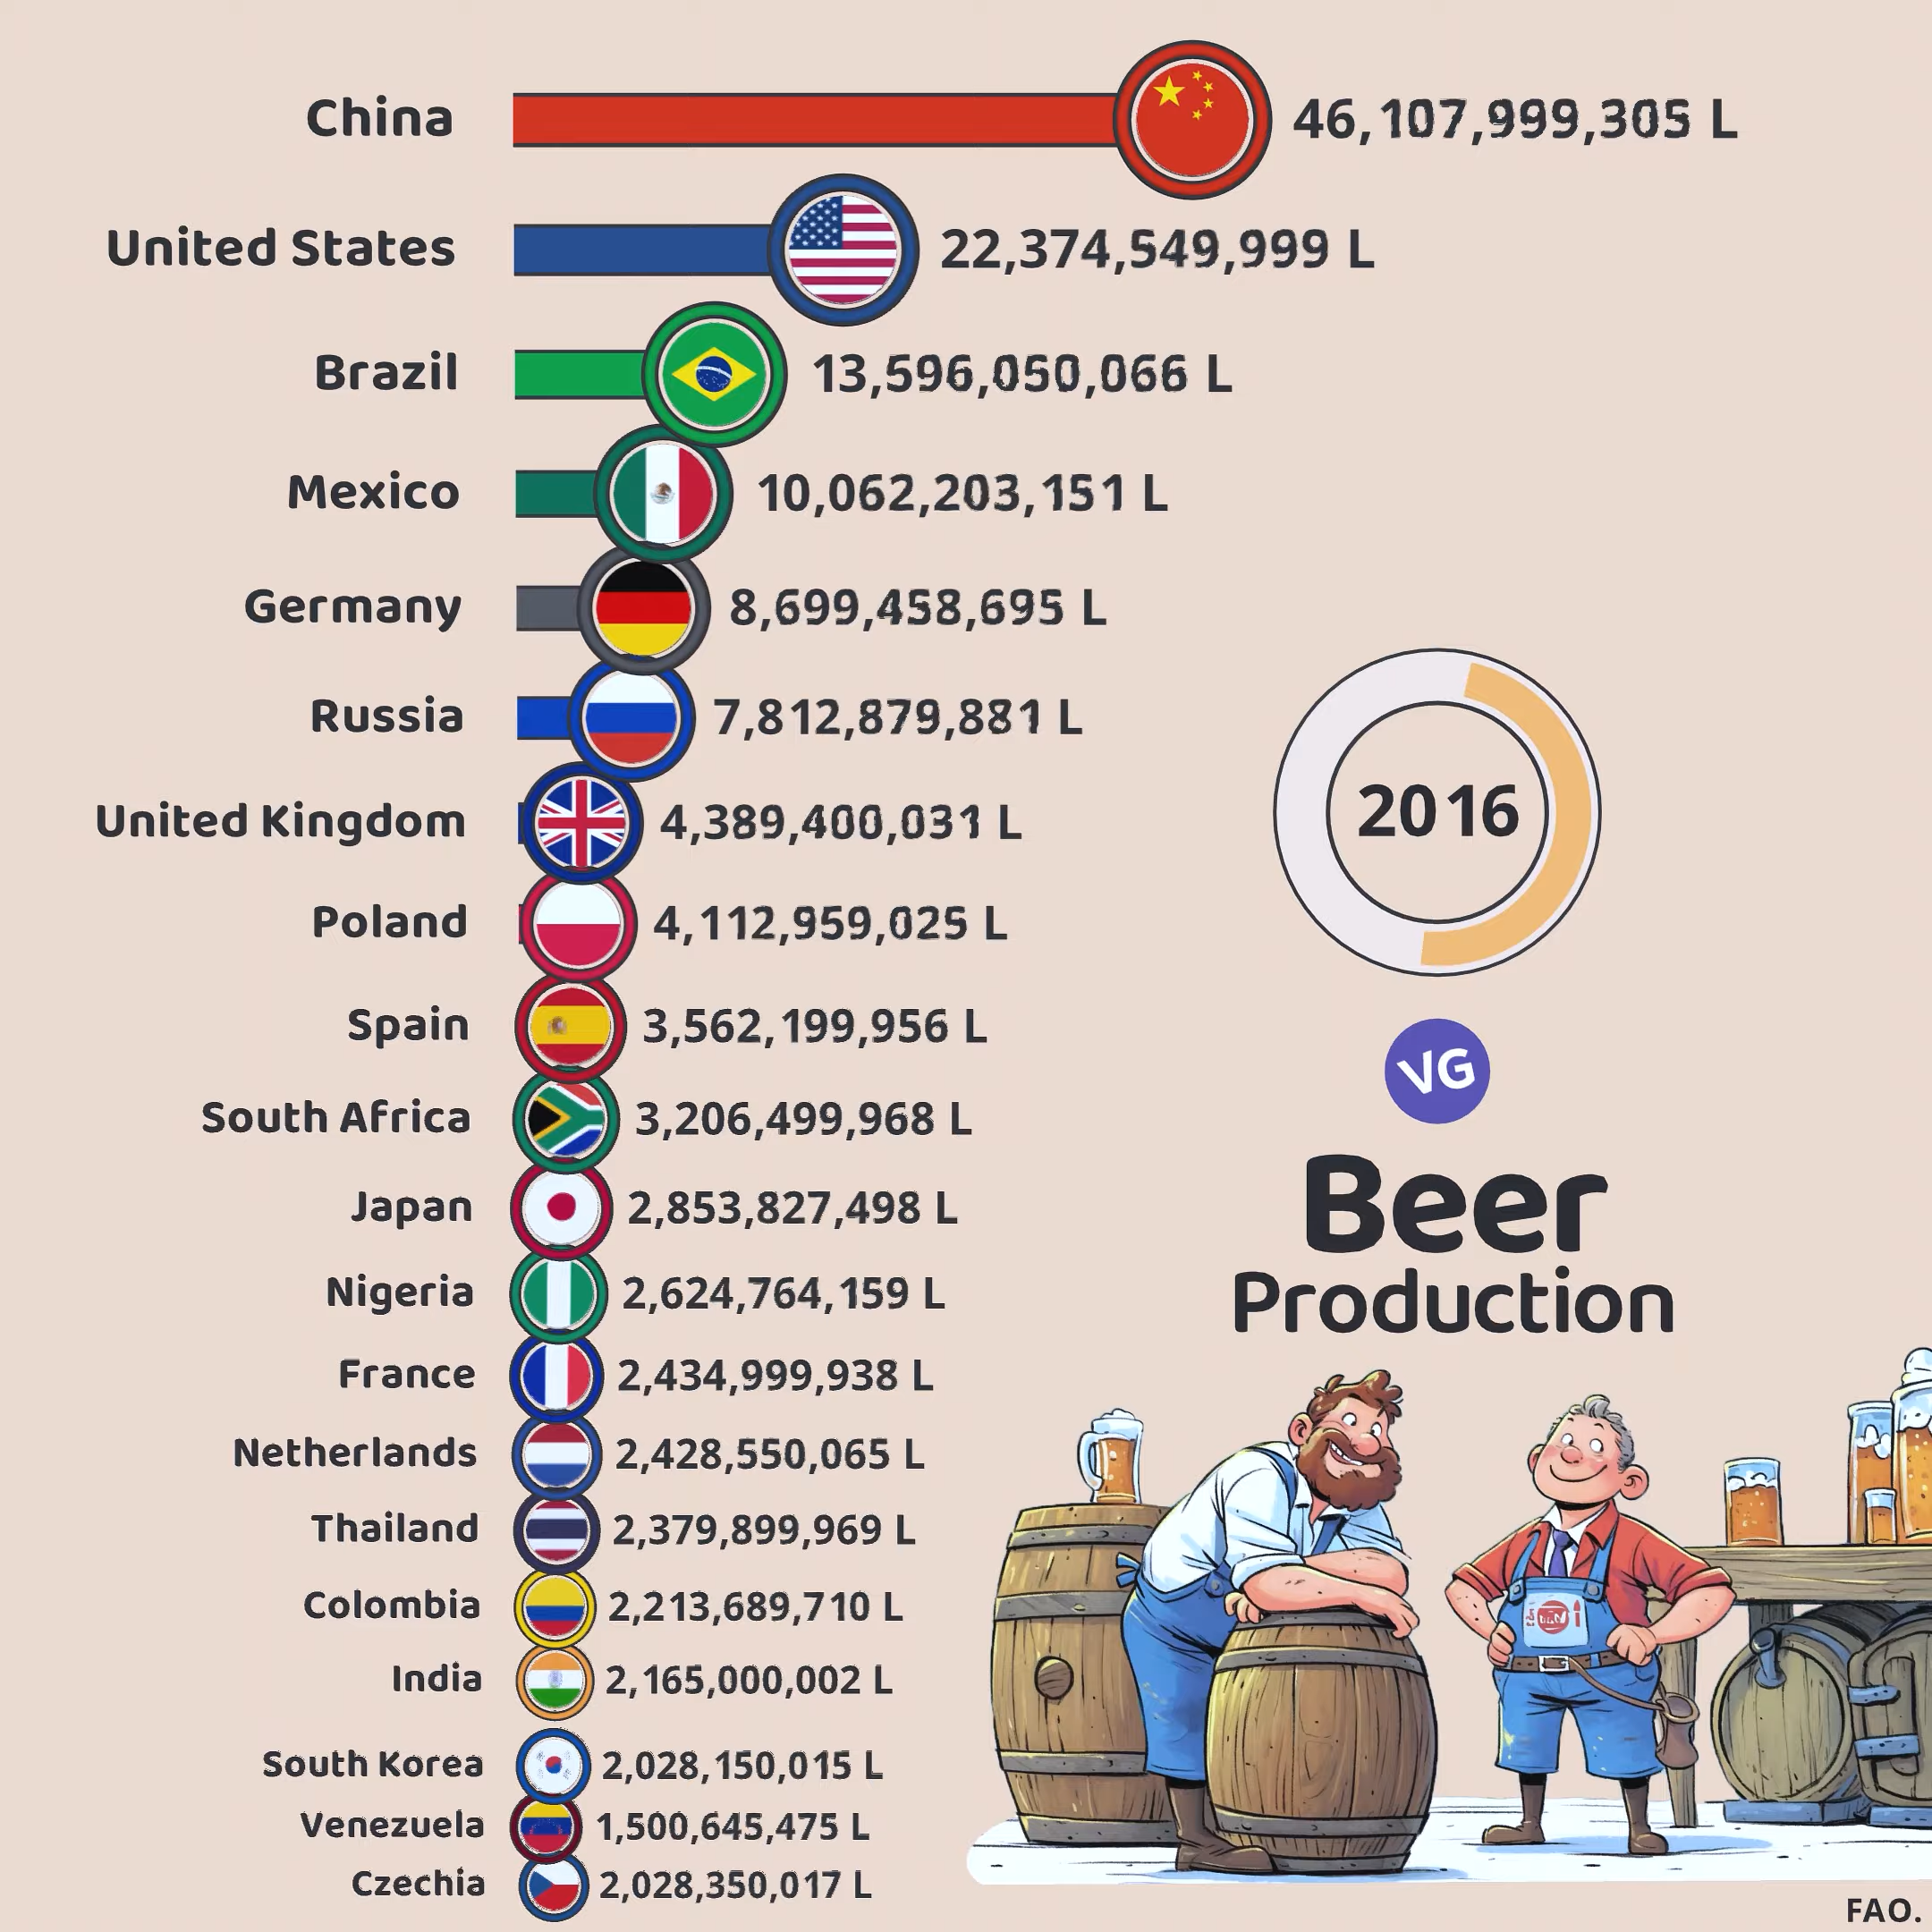 China 46,107,999,305 L
United States 22,374,549,999 L
Brazil 13,596,050,066 L
Mexico 10,062,203,151 L
Germany 8,699,458,695 L
Russia 7,812,879,881 L
United Kingdom 4,389,400,031 L
Poland 4,112,959,025 L
Spain 3,562,199,956 L
South Africa 3,206,499,968 L
Japan 2,853,827,498 L
Nigeria 2,624,764,159 L
France 2,434,999,938 L
Netherlands 2,428,550,065 L
Thailand 2,379,899,969 L
Colombia 2,213,689,710 L
India 2,165,000,002 L
South Korea 2,028,150,015 L
Venezuela 1,500,645,475 L
Czechia 2,028,350,017 L
2016
VG
Beer
Production
FAO.